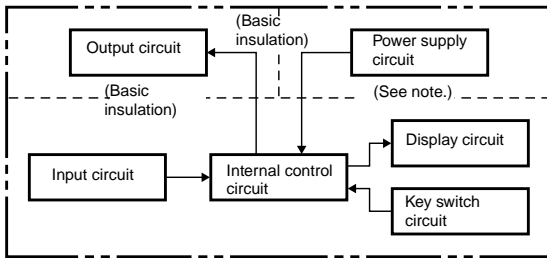 Output circuit
(Basic
insulation)
Power supply
circuit
(Basic
insulation)
(See note.)
Input circuit
Internal control
circuit
Display circuit
Key switch
circuit